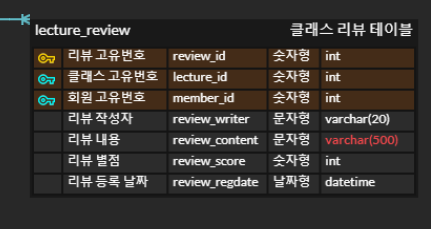 lecture_review 클래스 리뷰 테이블
리뷰 고유번호 review_id 숫자형 int
클래스 고유번호 lecture_id 숫자형 int
회원 고유번호 member_id 숫자형 int
리뷰 작성자 review_writer 문자형 varchar(20)
리뷰 내용 review_content 문자형 varchar(500)
리뷰 별점 review_score 숫자형 int
리뷰 등록 날짜 review_regdate 날짜형 datetime